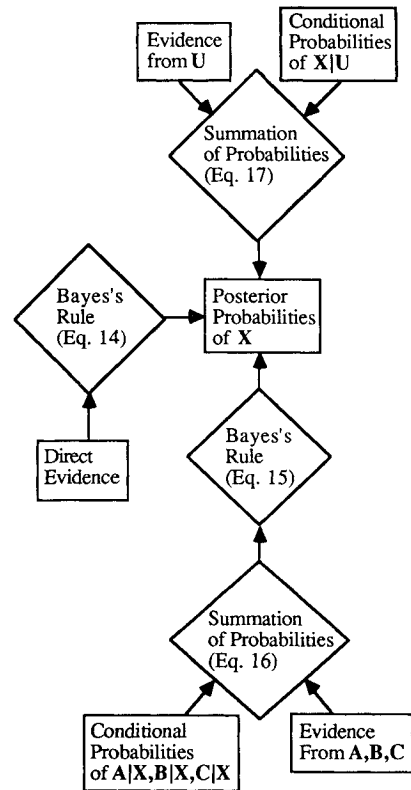 Evidence
from U
Conditional
Probabilities
of X|U
Summation
of Probabilities
(Eq. 17)
Bayes's
Rule
(Eq. 14)
Posterior
Probabilities
of X
Direct
Evidence
Bayes's
Rule
(Eq. 15)
Summation
of Probabilities
(Eq. 16)
Conditional
Probabilities
of A|X,B|X,C|X
Evidence
From A,B,C